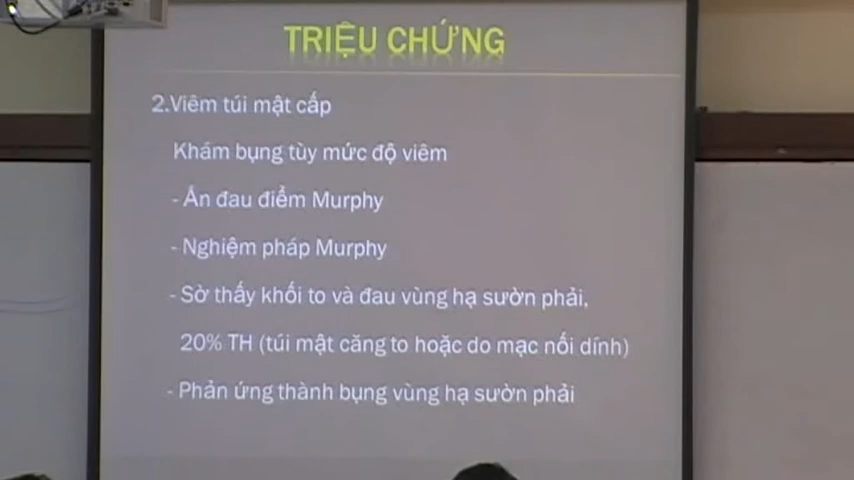 TRIỆU CHỨNG
2.Viêm túi mật cấp
Khám bụng tùy mức độ viêm
- Ấn đau điểm Murphy
- Nghiệm pháp Murphy
- Sờ thấy khối to và đau vùng hạ sườn phải,
20% TH (túi mật căng to hoặc do mạc nối dính)
- Phản ứng thành bụng vùng hạ sườn phải